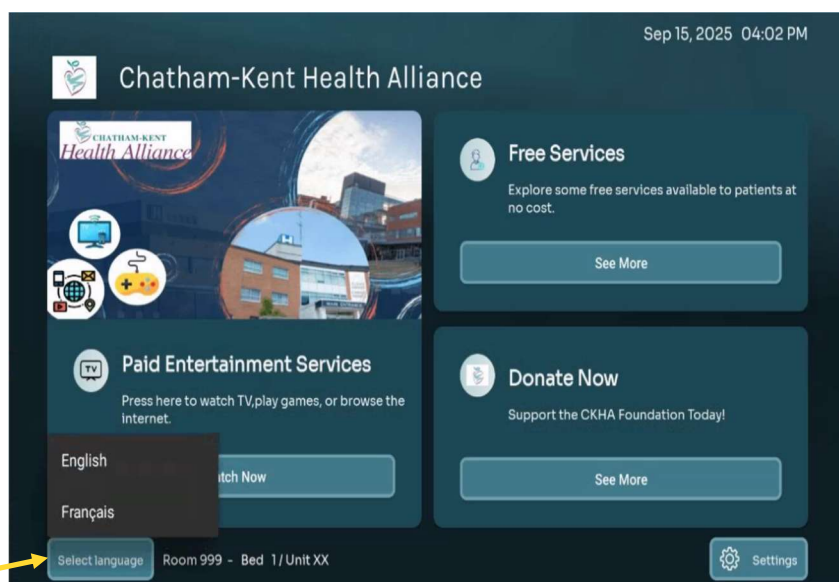 Sep 15, 2025 04:02 PM
Chatham-Kent Health Alliance
CHATHAM-KENT
Health Alliance
Paid Entertainment Services
Press here to watch TV,play games, or browse the
internet.
tch Now
Free Services
Explore some free services available to patients at
no cost.
See More
Donate Now
Support the CKHA Foundation Today!
See More
English
Français
Select language
Room 999 - Bed 1 / Unit XX
Settings